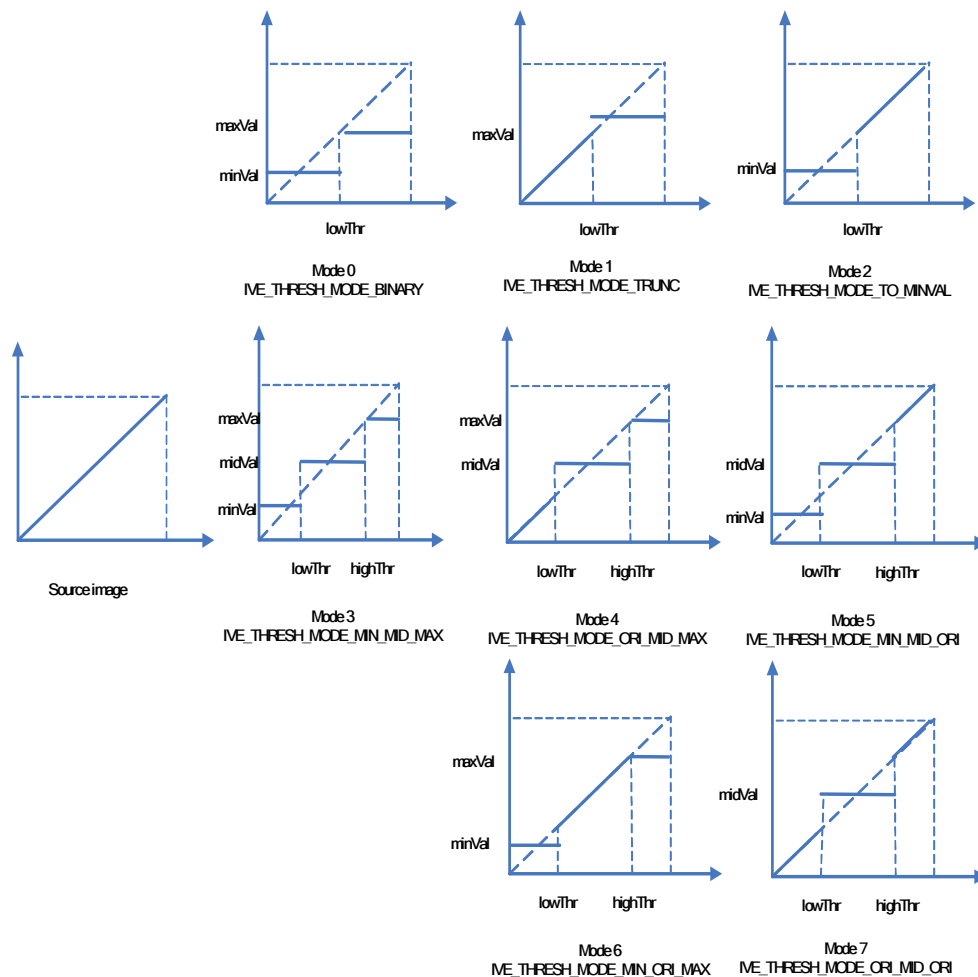 maxVal
minVal
lowThr
Mode 0
IVE_THRESH_MODE_BINARY
maxVal
lowThr
Mode 1
IVE_THRESH_MODE_TRUNC
minVal
lowThr
Mode 2
IVE_THRESH_MODE_TO_MINVAL
Source image
maxVal
midVal
minVal
lowThr highThr
Mode 3
IVE_THRESH_MODE_MIN_MID_MAX
maxVal
midVal
lowThr highThr
Mode 4
IVE_THRESH_MODE_ORI_MID_MAX
midVal
minVal
lowThr highThr
Mode 5
IVE_THRESH_MODE_MIN_MID_ORI
maxVal
minVal
lowThr highThr
Mode 6
IVE_THRESH_MODE_MIN_ORI_MAX
midVal
lowThr highThr
Mode 7
IVE_THRESH_MODE_ORI_MID_ORI